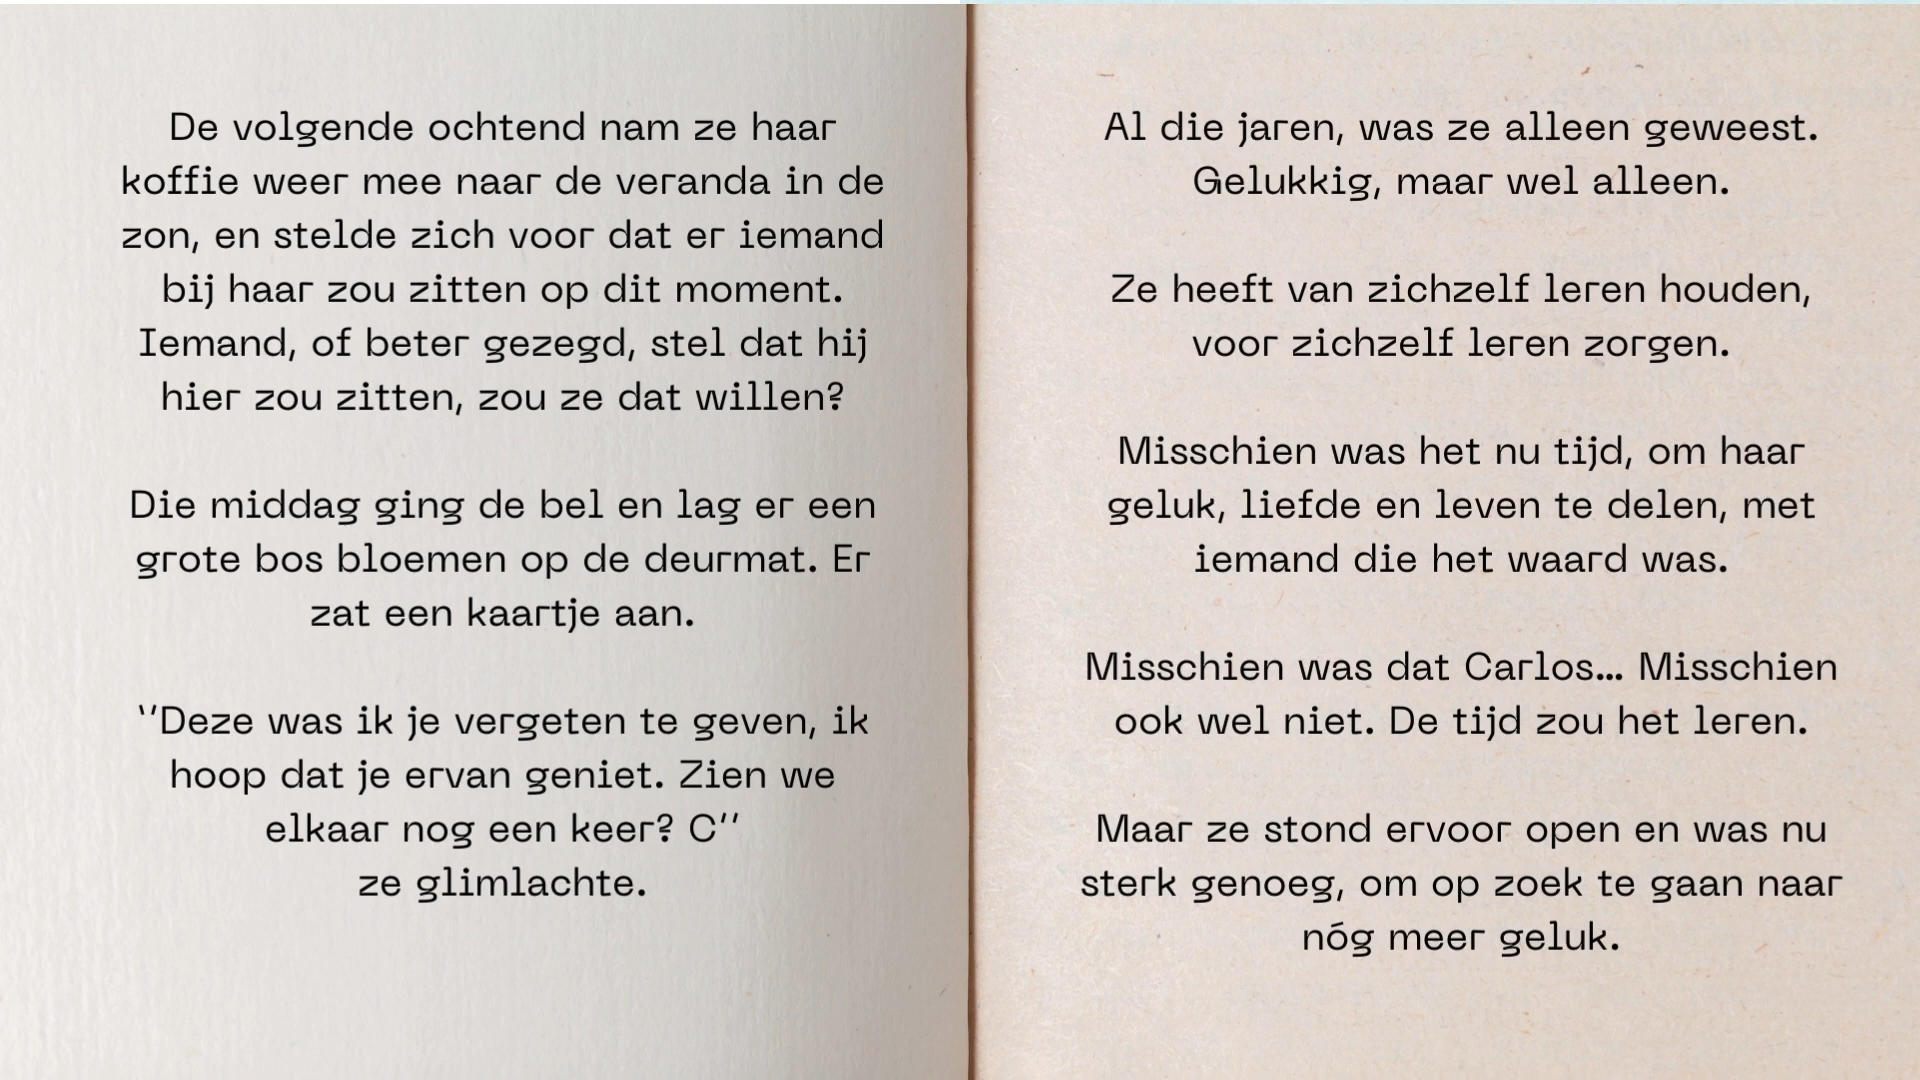 De volgende ochtend nam ze haar
koffie weer mee naar de veranda in de
zon, en stelde zich voor dat er iemand
bij haar zou zitten op dit moment.
Iemand, of beter gezegd, stel dat hij
hier zou zitten, zou ze dat willen?
Die middag ging de bel en lag er een
grote bos bloemen op de deurmat. Er
zat een kaartje aan.
''Deze was ik je vergeten te geven, ik
hoop dat je ervan geniet. Zien we
elkaar nog een keer? C''
ze glimlachte.
Al die jaren, was ze alleen geweest.
Gelukkig, maar wel alleen.
Ze heeft van zichzelf leren houden,
voor zichzelf leren zorgen.
Misschien was het nu tijd, om haar
geluk, liefde en leven te delen, met
iemand die het waard was.
Misschien was dat Carlos... Misschien
ook wel niet. De tijd zou het leren.
Maar ze stond ervoor open en was nu
sterk genoeg, om op zoek te gaan naar
nóg meer geluk.